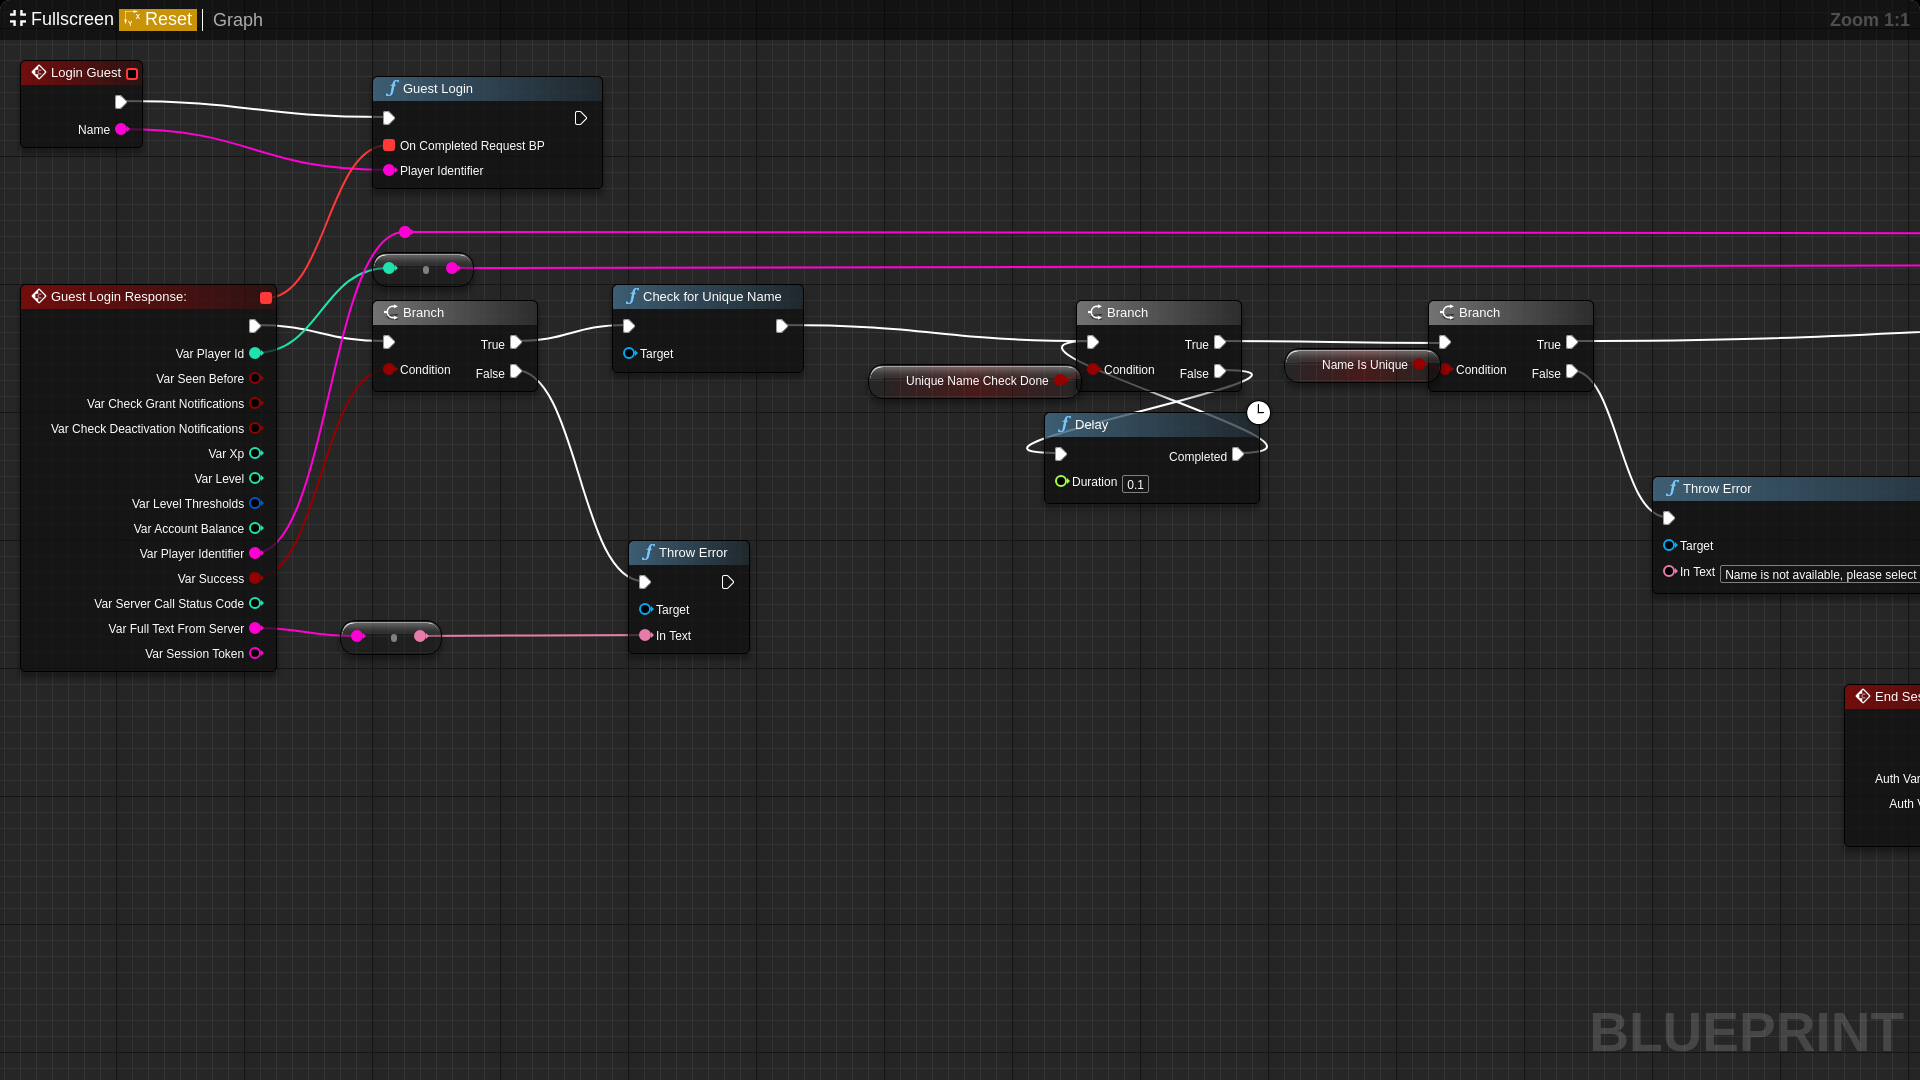 Fullscreen Reset Graph
Zoom 1:1
Login Guest
Name
Guest Login
On Completed Request BP
Player Identifier
Guest Login Response:
Var Player Id
Var Seen Before
Var Check Grant Notifications
Var Check Deactivation Notifications
Var Xp
Var Level
Var Level Thresholds
Var Account Balance
Var Player Identifier
Var Success
Var Server Call Status Code
Var Full Text From Server
Var Session Token
Branch
True
Condition
False
Check for Unique Name
Target
Throw Error
Target
In Text
Unique Name Check Done
Branch
True
Condition
False
Delay
Completed
Duration 0.1
Name Is Unique
Branch
True
Condition
False
Throw Error
Target
In Text Name is not available, please select
End Ses
Auth Var
Auth V
BLUEPRINT